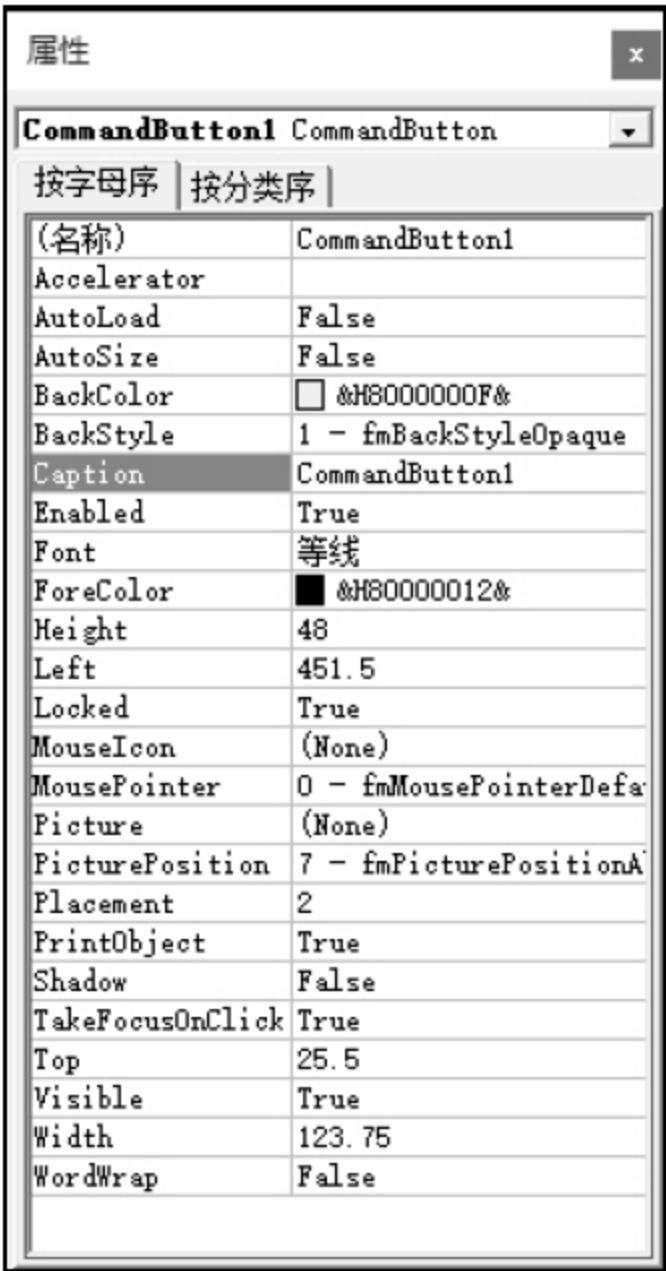 属性
x
CommandButton1 CommandButton
按字母序 按分类序
(名称) CommandButton1
Accelerator
AutoLoad False
AutoSize False
BackColor &H8000000F&
BackStyle 1 - fmBackStyleOpaque
Caption CommandButton1
Enabled True
Font 等线
ForeColor &H80000012&
Height 48
Left 451.5
Locked True
MouseIcon (None)
MousePointer 0 - fmMousePointerDefa
Picture (None)
PicturePosition 7 - fmPicturePositionA
Placement 2
PrintObject True
Shadow False
TakeFocusOnClick True
Top 25.5
Visible True
Width 123.75
WordWrap False